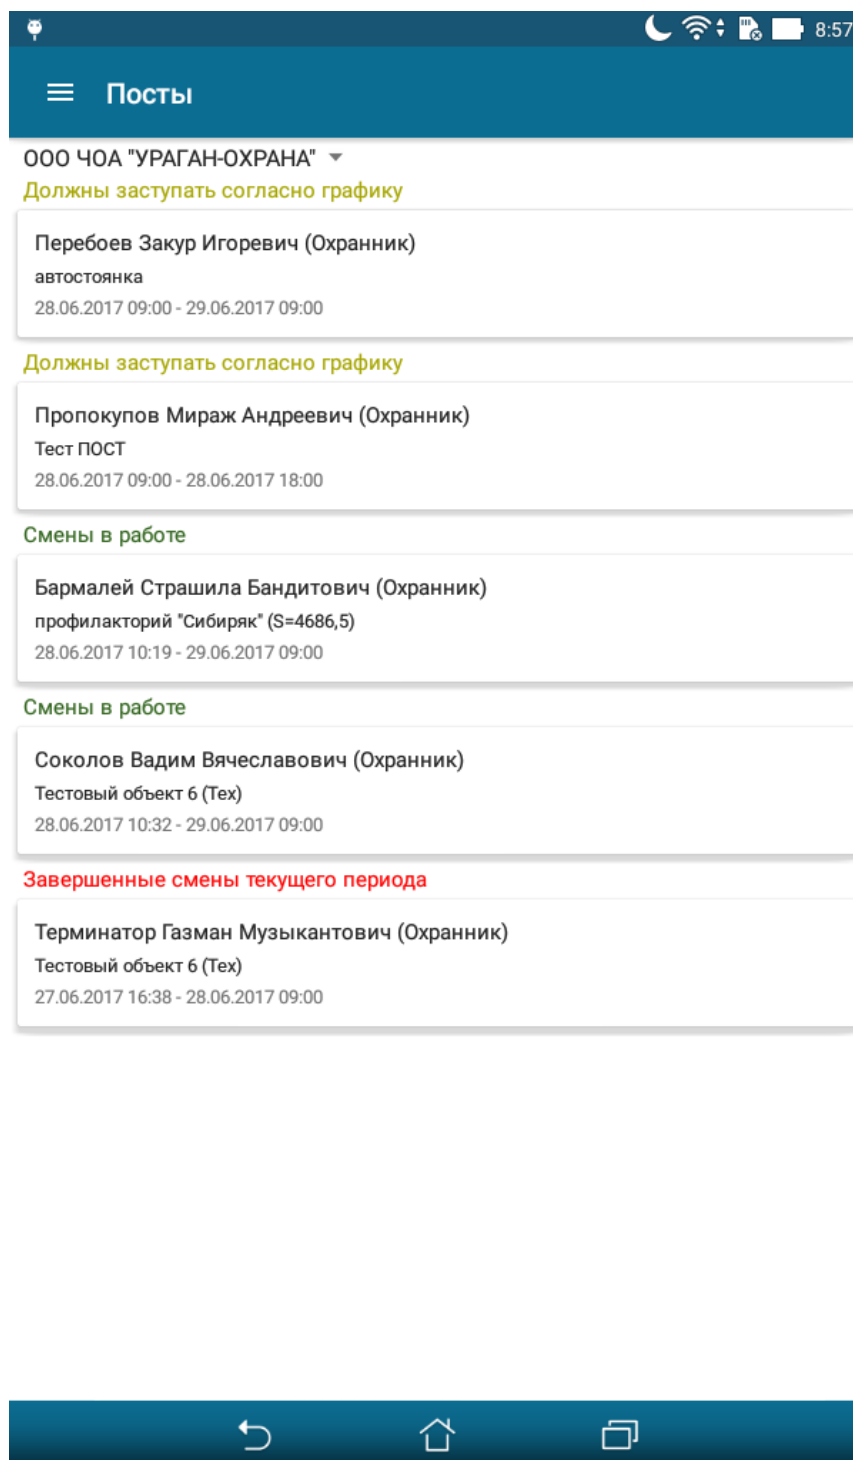 8:57
Посты
ООО ЧОА "УРАГАН-ОХРАНА"
Должны заступать согласно графику
Перебоев Закур Игоревич (Охранник)
автостоянка
28.06.2017 09:00 - 29.06.2017 09:00
Должны заступать согласно графику
Пропокупов Мираж Андреевич (Охранник)
Тест ПОСТ
28.06.2017 09:00 - 28.06.2017 18:00
Смены в работе
Бармалей Страшила Бандитович (Охранник)
профилакторий "Сибиряк" (S=4686,5)
28.06.2017 10:19 - 29.06.2017 09:00
Смены в работе
Соколов Вадим Вячеславович (Охранник)
Тестовый объект 6 (Тех)
28.06.2017 10:32 - 29.06.2017 09:00
Завершенные смены текущего периода
Терминатор Газман Музыкантович (Охранник)
Тестовый объект 6 (Тех)
27.06.2017 16:38 - 28.06.2017 09:00